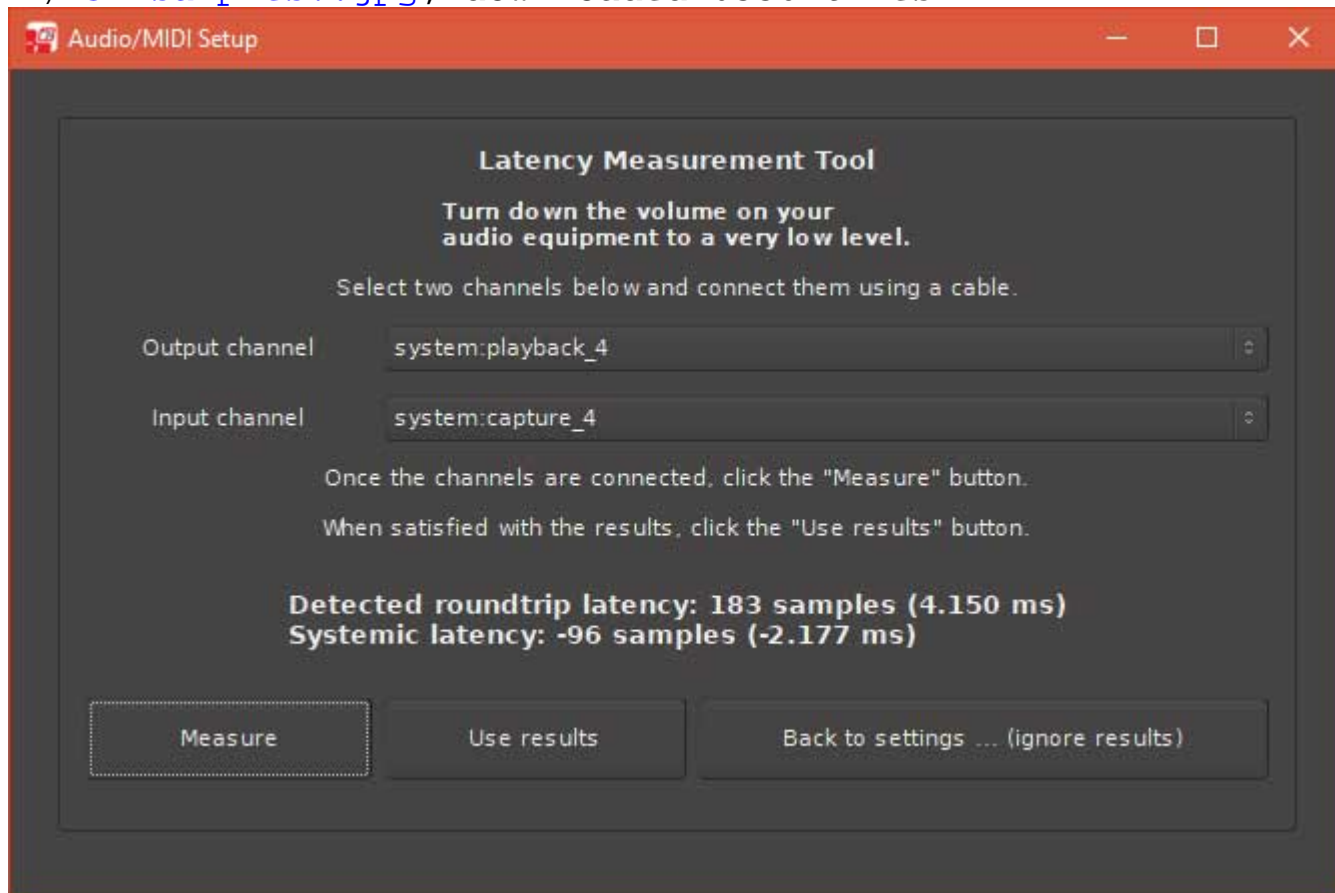 Audio/MIDI Setup
Latency Measurement Tool
Turn down the volume on your
audio equipment to a very low level.
Select two channels below and connect them using a cable.
Output channel system:playback_4
Input channel system:capture_4
Once the channels are connected, click the "Measure" button.
When satisfied with the results, click the "Use results" button.
Detected roundtrip latency: 183 samples (4.150 ms)
Systemic latency: -96 samples (-2.177 ms)
Measure Use results Back to settings ... (ignore results)